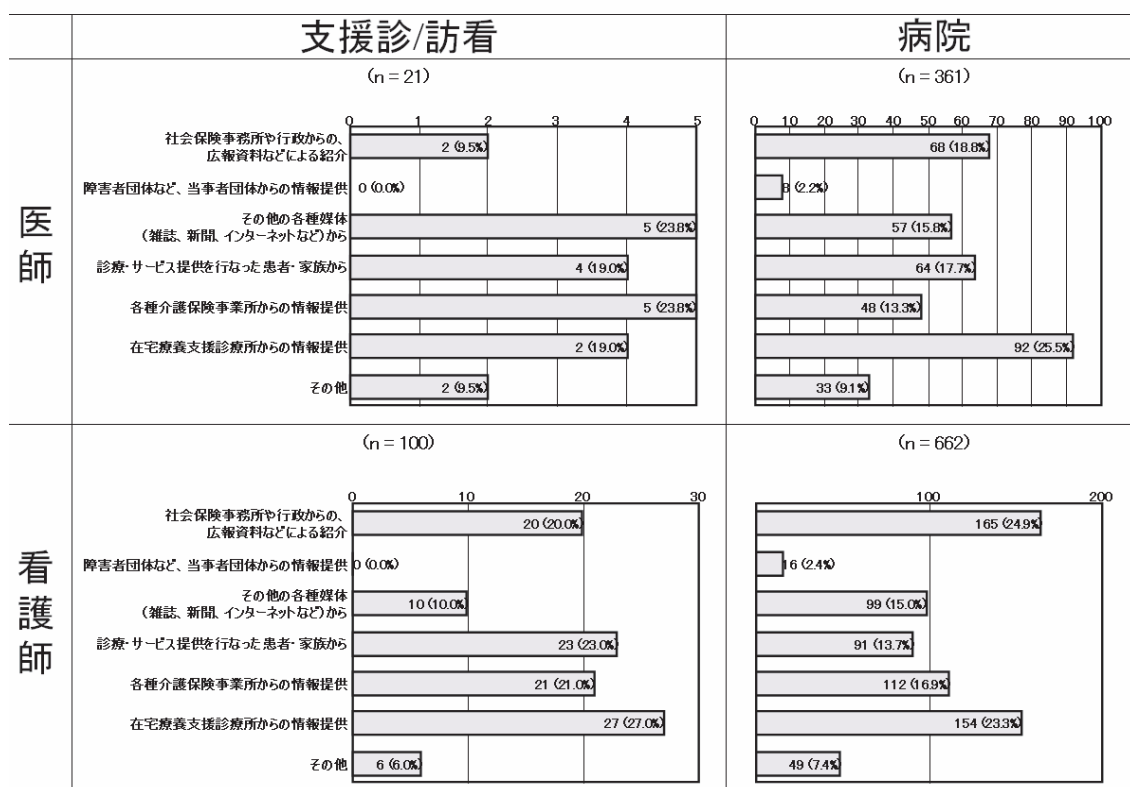 支援診/訪看
病院
医師
(n = 21)
0 1 2 3 4 5
社会保険事務所や行政からの、
広報資料などによる紹介
2 (9.5%)
障害者団体など、当事者団体からの情報提供
0 (0.0%)
その他の各種媒体
(雑誌、新聞、インターネットなど)から
5 (23.8%)
診療・サービス提供を行なった患者・家族から
4 (19.0%)
各種介護保険事業所からの情報提供
5 (23.8%)
在宅療養支援診療所からの情報提供
2 (19.0%)
その他
2 (9.5%)
(n = 361)
0 10 20 30 40 50 60 70 80 90 100
68 (18.8%)
8 (2.2%)
57 (15.8%)
64 (17.7%)
48 (13.3%)
92 (25.5%)
33 (9.1%)
看護師
(n = 100)
0 10 20 30
社会保険事務所や行政からの、
広報資料などによる紹介
20 (20.0%)
障害者団体など、当事者団体からの情報提供
0 (0.0%)
その他の各種媒体
(雑誌、新聞、インターネットなど)から
10 (10.0%)
診療・サービス提供を行なった患者・家族から
23 (23.0%)
各種介護保険事業所からの情報提供
21 (21.0%)
在宅療養支援診療所からの情報提供
27 (27.0%)
その他
6 (6.0%)
(n = 662)
100 200
165 (24.9%)
16 (2.4%)
99 (15.0%)
91 (13.7%)
112 (16.9%)
154 (23.3%)
49 (7.4%)